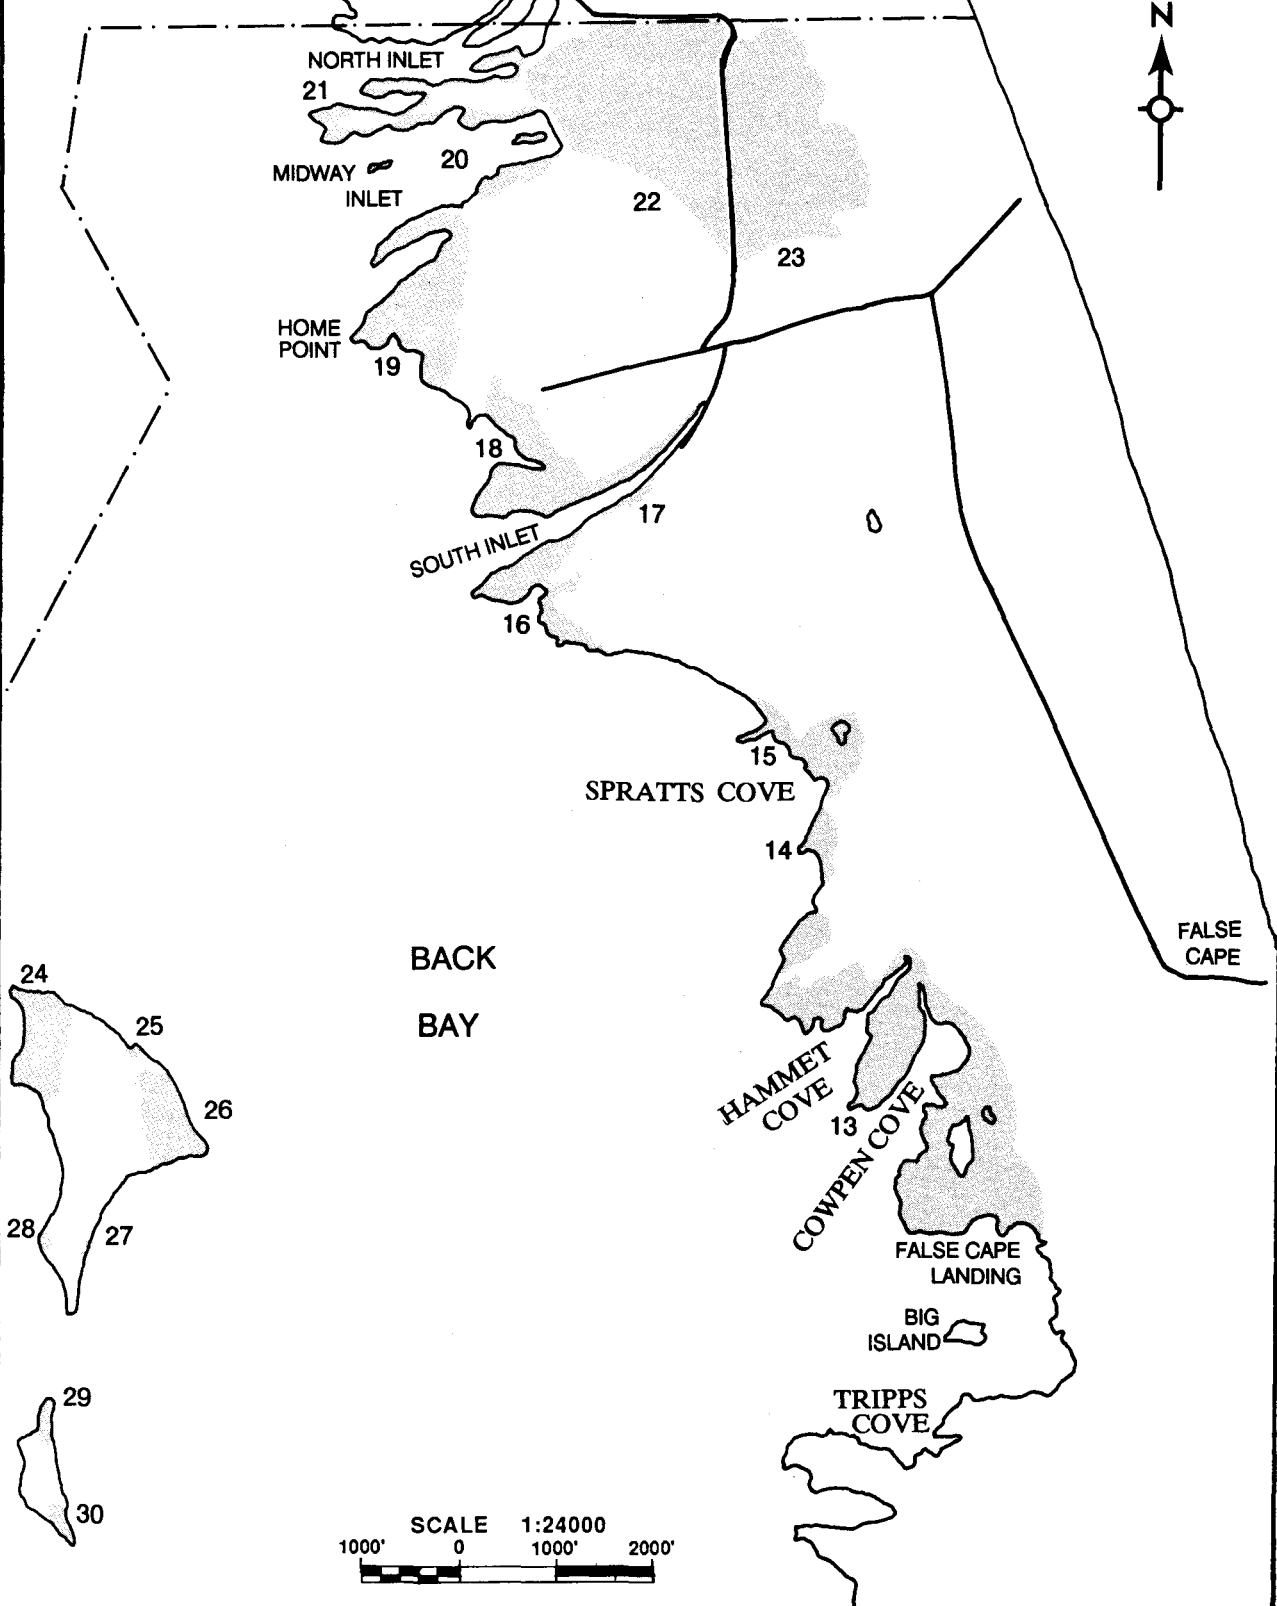 N
NORTH INLET
21
20
MIDWAY
INLET
22
23
HOME
POINT
19
18
17
SOUTH INLET
16
15
SPRATTS COVE
14
FALSE
CAPE
BACK
BAY
24
25
26
HAMMET
COVE
13
COWPEN COVE
28
27
FALSE CAPE
LANDING
BIG
ISLAND
29
TRIPPS
COVE
30
SCALE 1:24000
1000' 0 1000' 2000'